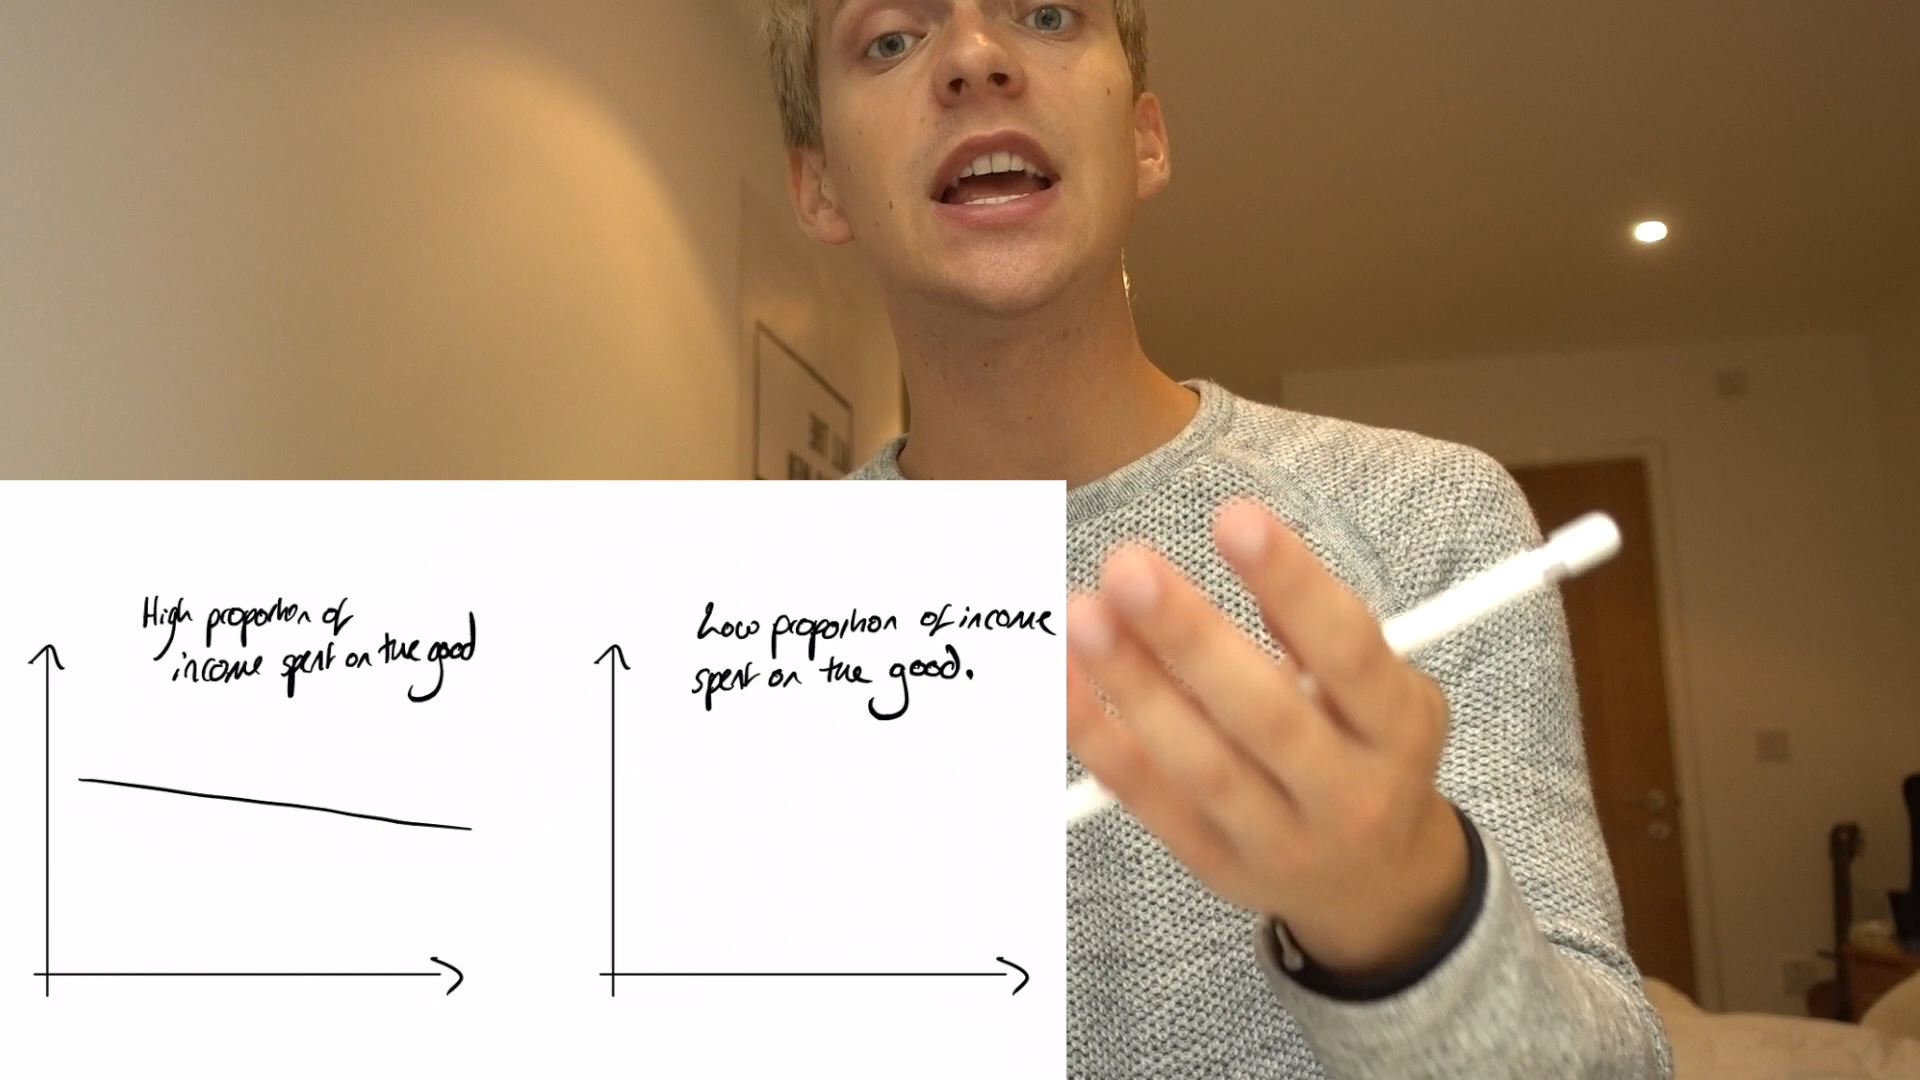 High proportion of
income spent on the good
Low proportion of income
spent on the good.